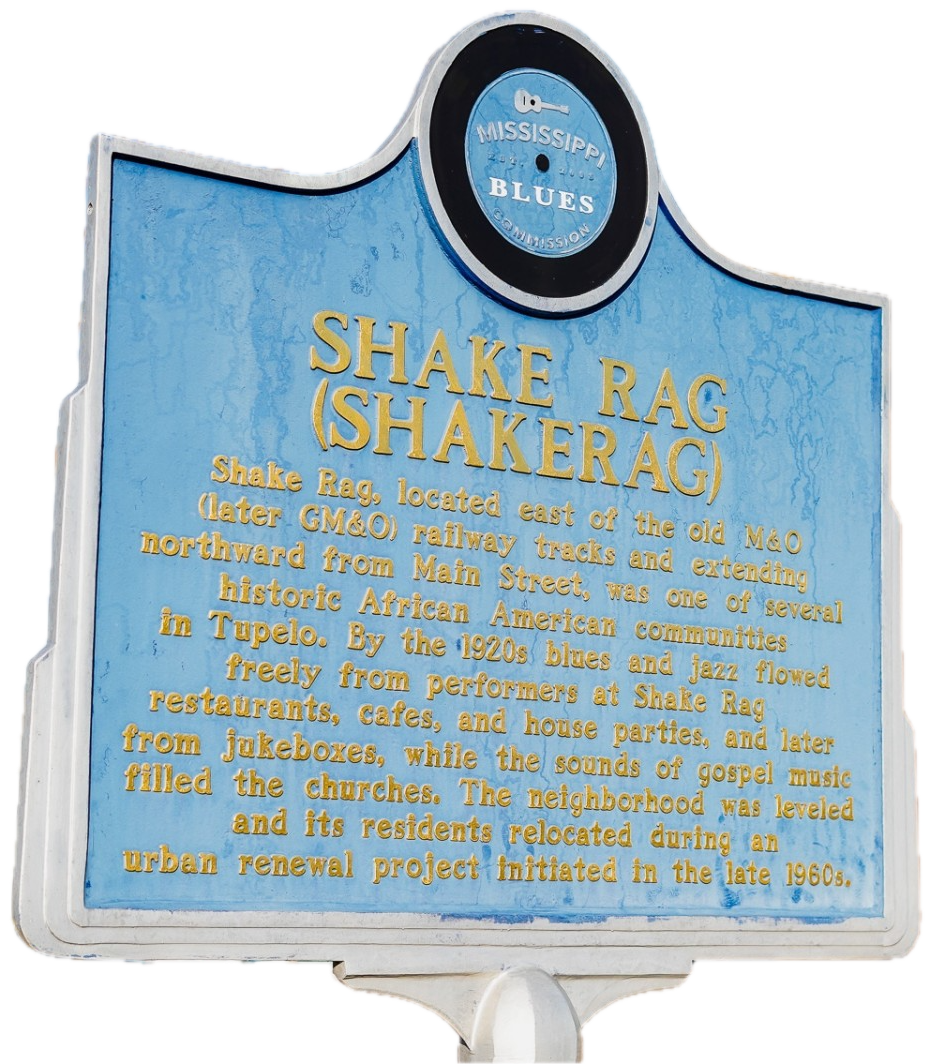 MISSISSIPPI
BLUES
COMMISSION
SHAKE RAG
(SHAKERAG)
Shake Rag, located east of the old M&O
(later GM&O) railway tracks and extending
northward from Main Street, was one of several
historic African American communities
in Tupelo. By the 1920s blues and jazz flowed
freely from performers at Shake Rag
restaurants, cafes, and house parties, and later
from jukeboxes, while the sounds of gospel music
filled the churches. The neighborhood was leveled
and its residents relocated during an
urban renewal project initiated in the late 1960s.